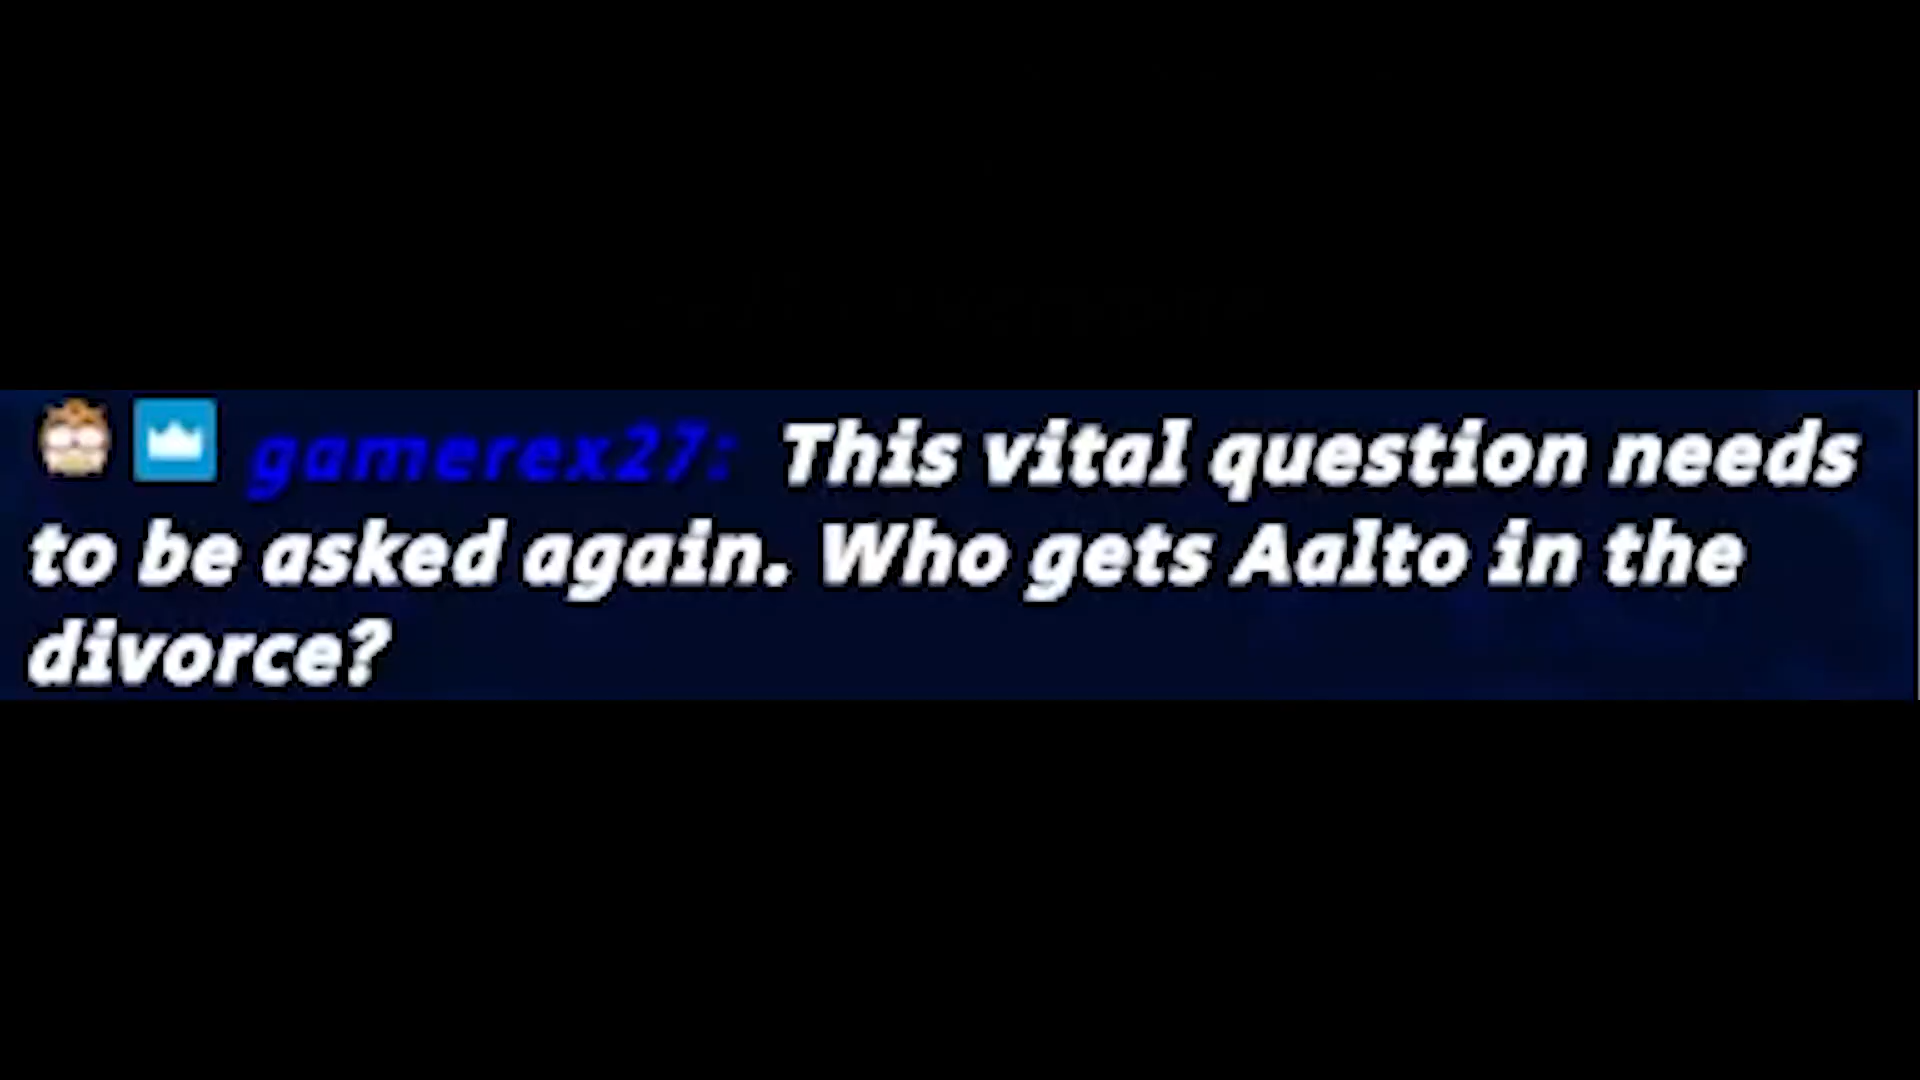 gamerex27: This vital question needs
to be asked again. Who gets Aalto in the
divorce?